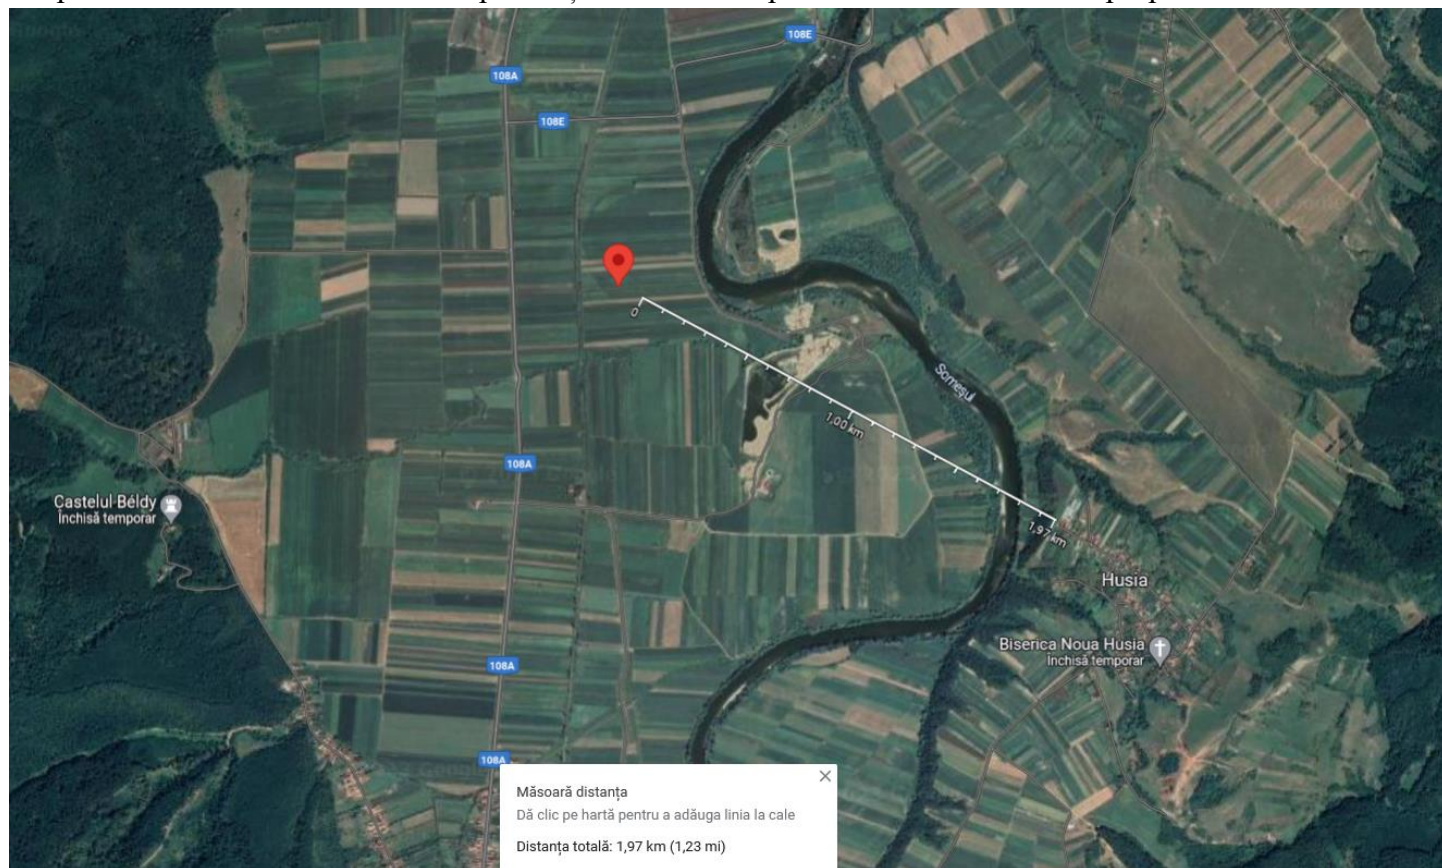 108E
108A
108E
0
Someșul
1,00 km
108A
Castelul Béldy
Închisă temporar
1,97 km
Husia
Biserica Noua Husia
Închisă temporar
108A
108A
Măsoară distanța
Dă clic pe hartă pentru a adăuga linia la cale
Distanța totală: 1,97 km (1,23 mi)